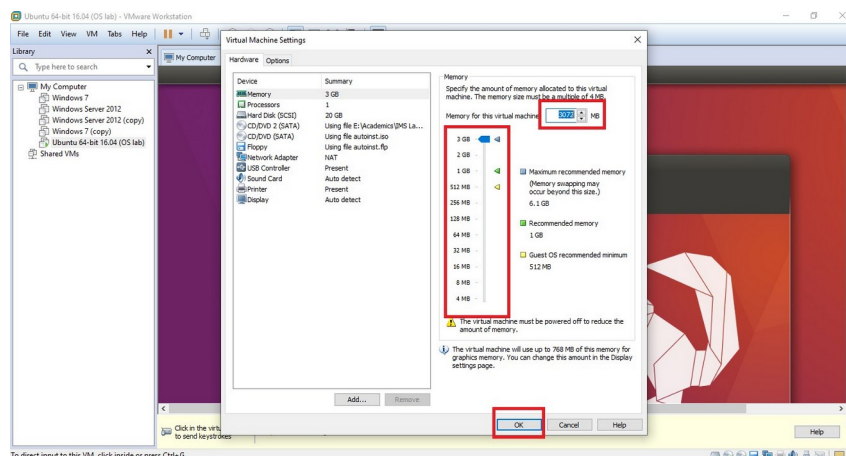 Ubuntu 64-bit 16.04 (OS lab) - VMware Workstation
File Edit View VM Tabs Help
Library
Type here to search
My Computer
Windows 7
Windows Server 2012
Windows Server 2012 (copy)
Windows 7 (copy)
Ubuntu 64-bit 16.04 (OS lab)
Shared VMs
My Computer
Virtual Machine Settings
Hardware Options
Device Summary
Memory 3 GB
Processors 1
Hard Disk (SCSI) 20 GB
CD/DVD 2 (SATA) Using file E:\Academics\IMS La...
CD/DVD (SATA) Using file autoinst.iso
Floppy Using file autoinst.flp
Network Adapter NAT
USB Controller Present
Sound Card Auto detect
Printer Present
Display Auto detect
Add... Remove
Memory
Specify the amount of memory allocated to this virtual
machine. The memory size must be a multiple of 4 MB.
Memory for this virtual machine: 3072 MB
3 GB
2 GB
1 GB
512 MB
256 MB
128 MB
64 MB
32 MB
16 MB
8 MB
4 MB
Maximum recommended memory
(Memory swapping may
occur beyond this size.)
6.1 GB
Recommended memory
1 GB
Guest OS recommended minimum
512 MB
The virtual machine must be powered off to reduce the
amount of memory.
The virtual machine will use up to 768 MB of this memory for
graphics memory. You can change this amount in the Display
settings page.
OK Cancel Help
Click in the virtu
to send keystrokes
Help
To direct input to this VM, click inside or press Ctrl+G.